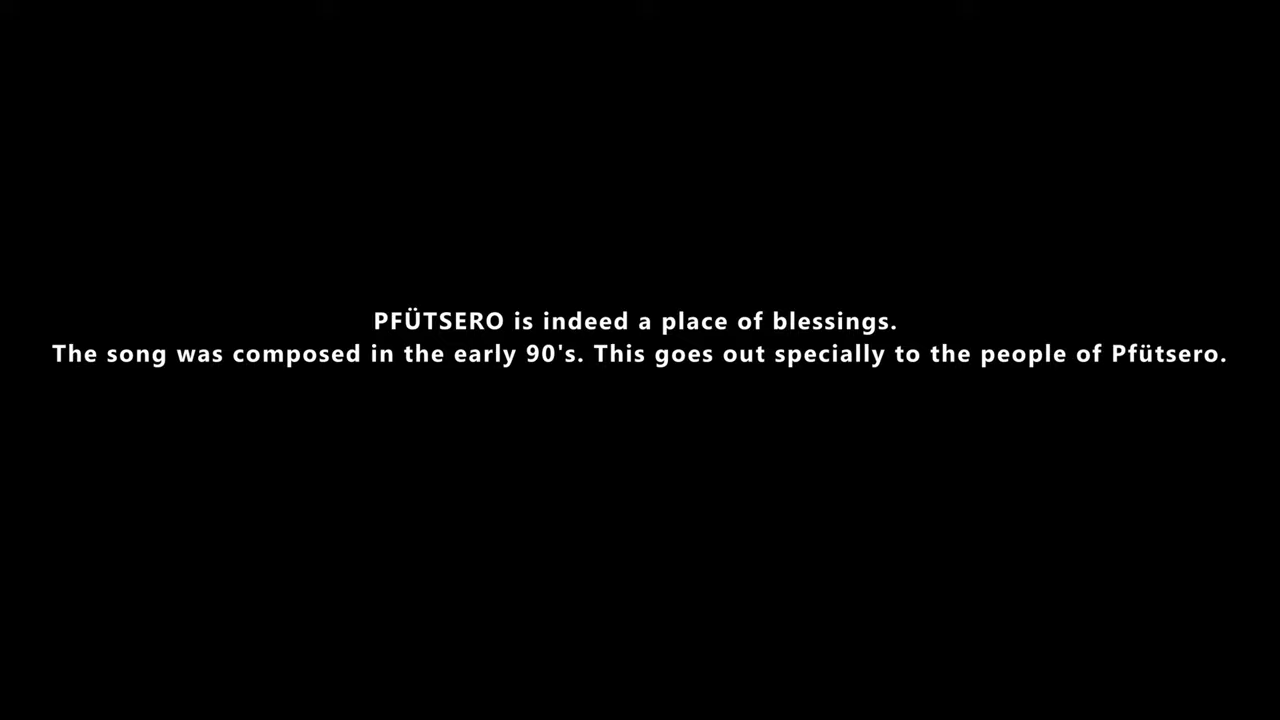 PFÜTSERO is indeed a place of blessings.
The song was composed in the early 90's. This goes out specially to the people of Pfütsero.